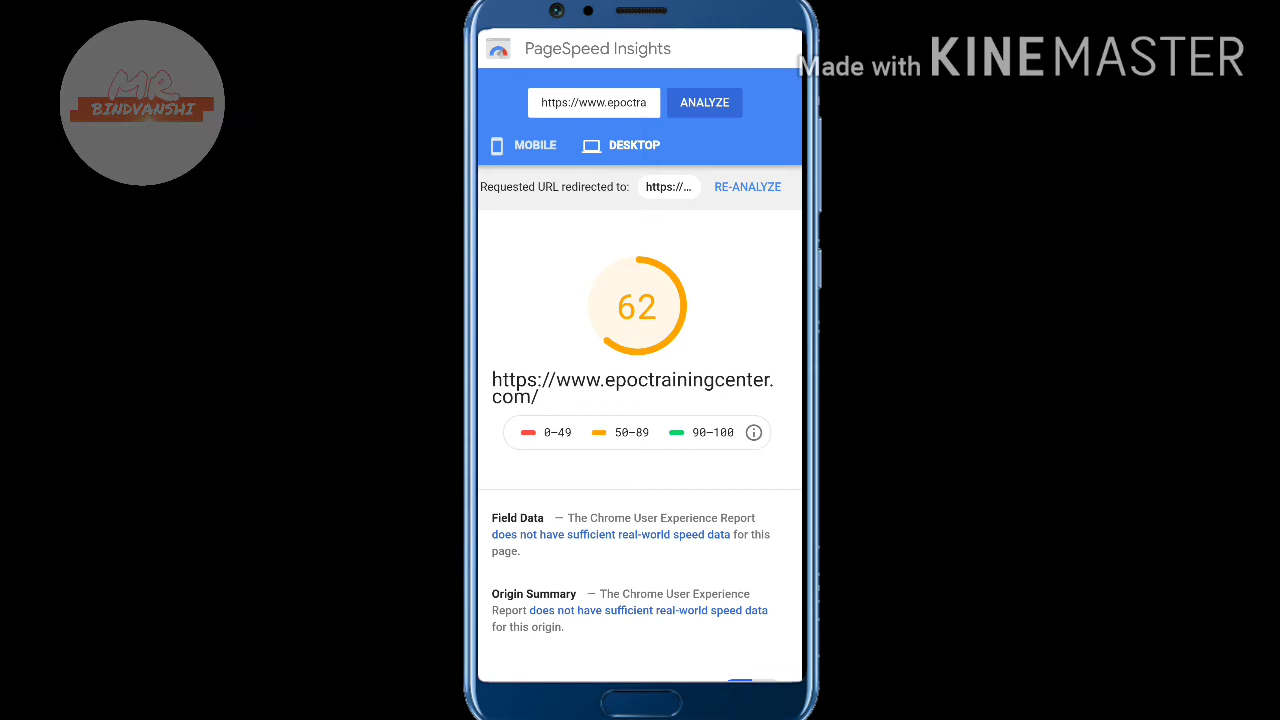 MR
BINDVANSHI
Made with KINEMASTER
PageSpeed Insights
https://www.epoctra
ANALYZE
MOBILE
DESKTOP
Requested URL redirected to: https://... RE-ANALYZE
62
https://www.epoctrainingcenter.
com/
0–49 50–89 90–100
Field Data — The Chrome User Experience Report
does not have sufficient real-world speed data for this
page.
Origin Summary — The Chrome User Experience
Report does not have sufficient real-world speed data
for this origin.